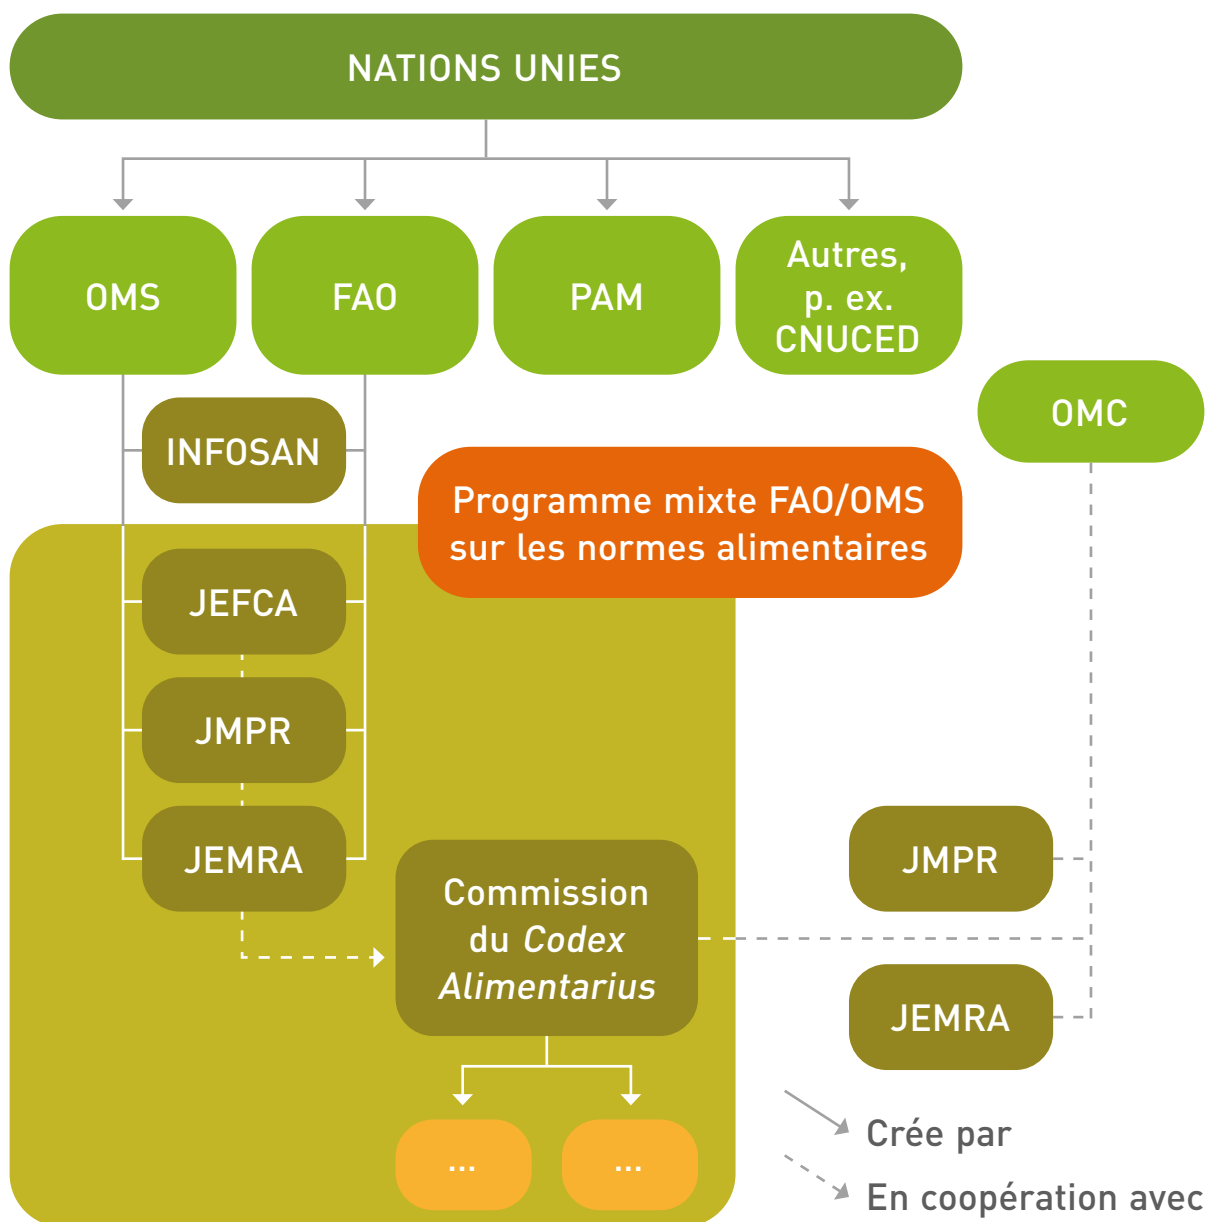 NATIONS UNIES
OMS
FAO
PAM
Autres,
p. ex.
CNUCED
OMC
INFOSAN
Programme mixte FAO/OMS
sur les normes alimentaires
JEFCA
JMPR
JEMRA
Commission
du Codex
Alimentarius
JMPR
JEMRA
...
...
Crée par
En coopération avec